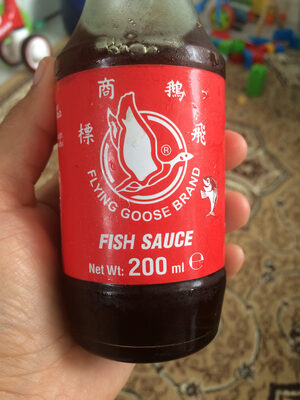 飛鵝商標
®
FLYING GOOSE BRAND
FISH SAUCE
Net Wt: 200 ml ℮